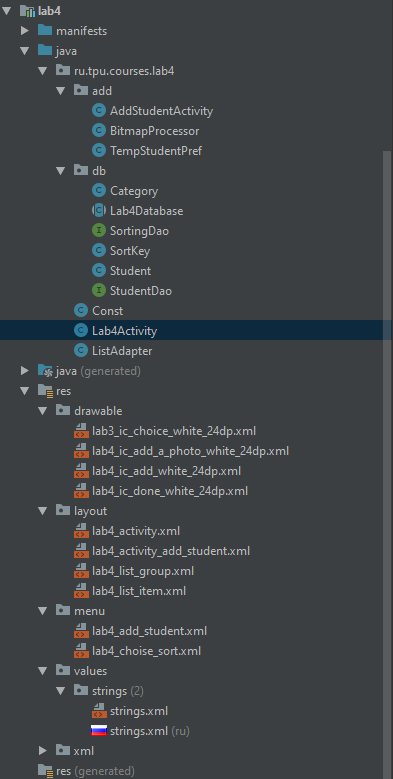 lab4
manifests
java
ru.tpu.courses.lab4
add
AddStudentActivity
BitmapProcessor
TempStudentPref
db
Category
Lab4Database
SortingDao
SortKey
Student
StudentDao
Const
Lab4Activity
ListAdapter
java (generated)
res
drawable
lab3_ic_choice_white_24dp.xml
lab4_ic_add_a_photo_white_24dp.xml
lab4_ic_add_white_24dp.xml
lab4_ic_done_white_24dp.xml
layout
lab4_activity.xml
lab4_activity_add_student.xml
lab4_list_group.xml
lab4_list_item.xml
menu
lab4_add_student.xml
lab4_choise_sort.xml
values
strings (2)
strings.xml
strings.xml (ru)
xml
res (generated)